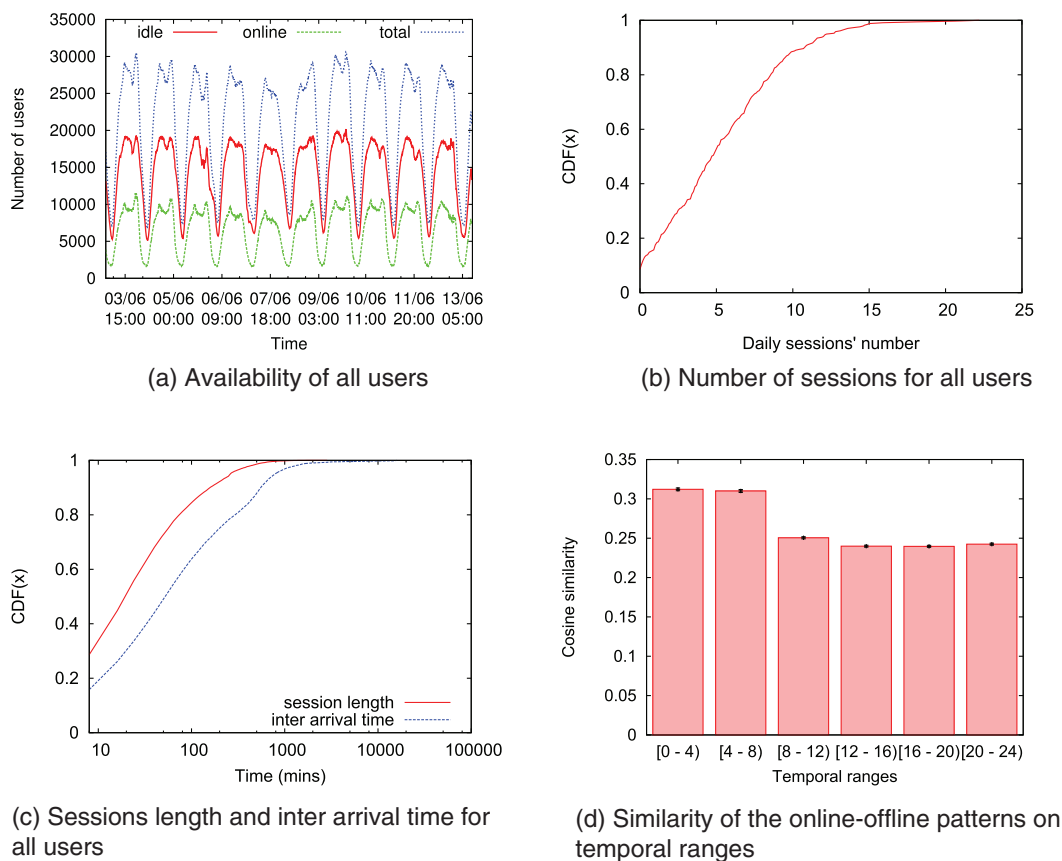 idle online total
35000
30000
25000
20000
15000
10000
5000
0
Number of users
03/06 05/06 06/06 07/06 09/06 10/06 11/06 13/06
15:00 00:00 09:00 18:00 03:00 11:00 20:00 05:00
Time
(a) Availability of all users
1
0.8
0.6
0.4
0.2
0
CDF(x)
0 5 10 15 20 25
Daily sessions' number
(b) Number of sessions for all users
1
0.8
0.6
0.4
0.2
0
CDF(x)
session length
inter arrival time
10 100 1000 10000 100000
Time (mins)
(c) Sessions length and inter arrival time for
all users
0.35
0.3
0.25
0.2
0.15
0.1
0.05
0
Cosine similarity
[0 - 4) [4 - 8) [8 - 12) [12 - 16) [16 - 20) [20 - 24)
Temporal ranges
(d) Similarity of the online-offline patterns on
temporal ranges